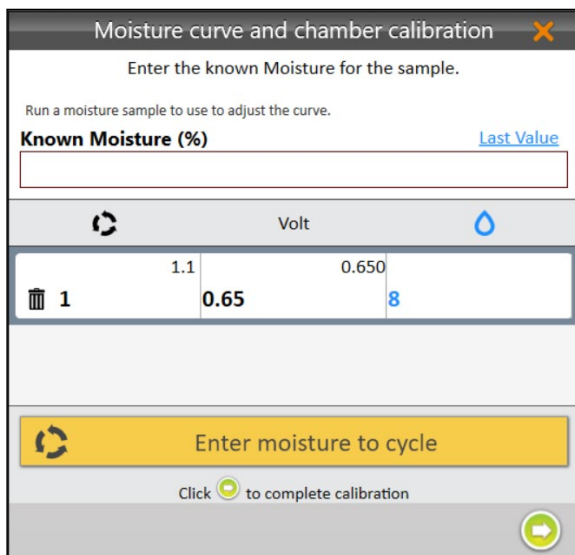 Moisture curve and chamber calibration
Enter the known Moisture for the sample.
Run a moisture sample to use to adjust the curve.
Known Moisture (%) Last Value
Volt
1.1 0.650
1 0.65 8
Enter moisture to cycle
Click to complete calibration